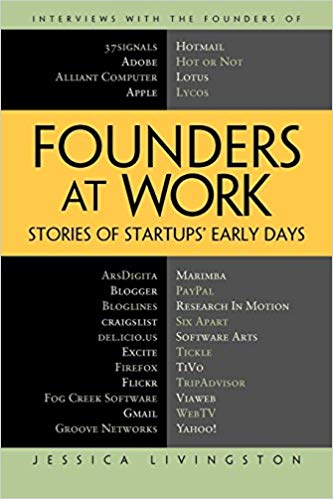 INTERVIEWS WITH THE FOUNDERS OF
37SIGNALS HOTMAIL
ADOBE HOT OR NOT
ALLIANT COMPUTER LOTUS
APPLE LYCOS
FOUNDERS
AT WORK
STORIES OF STARTUPS' EARLY DAYS
ARSDIGITA MARIMBA
BLOGGER PAYPAL
BLOGLINES RESEARCH IN MOTION
CRAIGSLIST SIX APART
DEL.ICIO.US SOFTWARE ARTS
EXCITE TICKLE
FIREFOX TIVO
FLICKR TRIPADVISOR
FOG CREEK SOFTWARE VIAWEB
GMAIL WEBTV
GROOVE NETWORKS YAHOO!
JESSICA LIVINGSTON